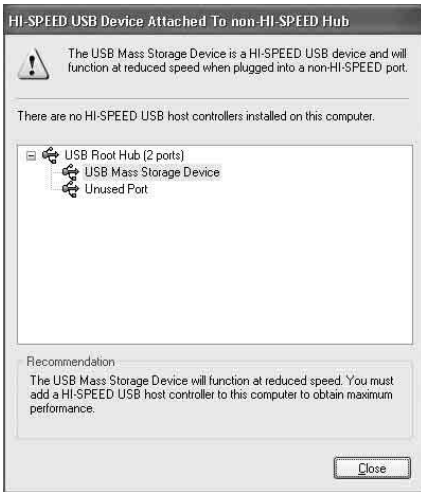 HI-SPEED USB Device Attached To non-HI-SPEED Hub
The USB Mass Storage Device is a HI-SPEED USB device and will
function at reduced speed when plugged into a non-HI-SPEED port.
There are no HI-SPEED USB host controllers installed on this computer.
USB Root Hub (2 ports)
USB Mass Storage Device
Unused Port
Recommendation
The USB Mass Storage Device will function at reduced speed. You must
add a HI-SPEED USB host controller to this computer to obtain maximum
performance.
Close